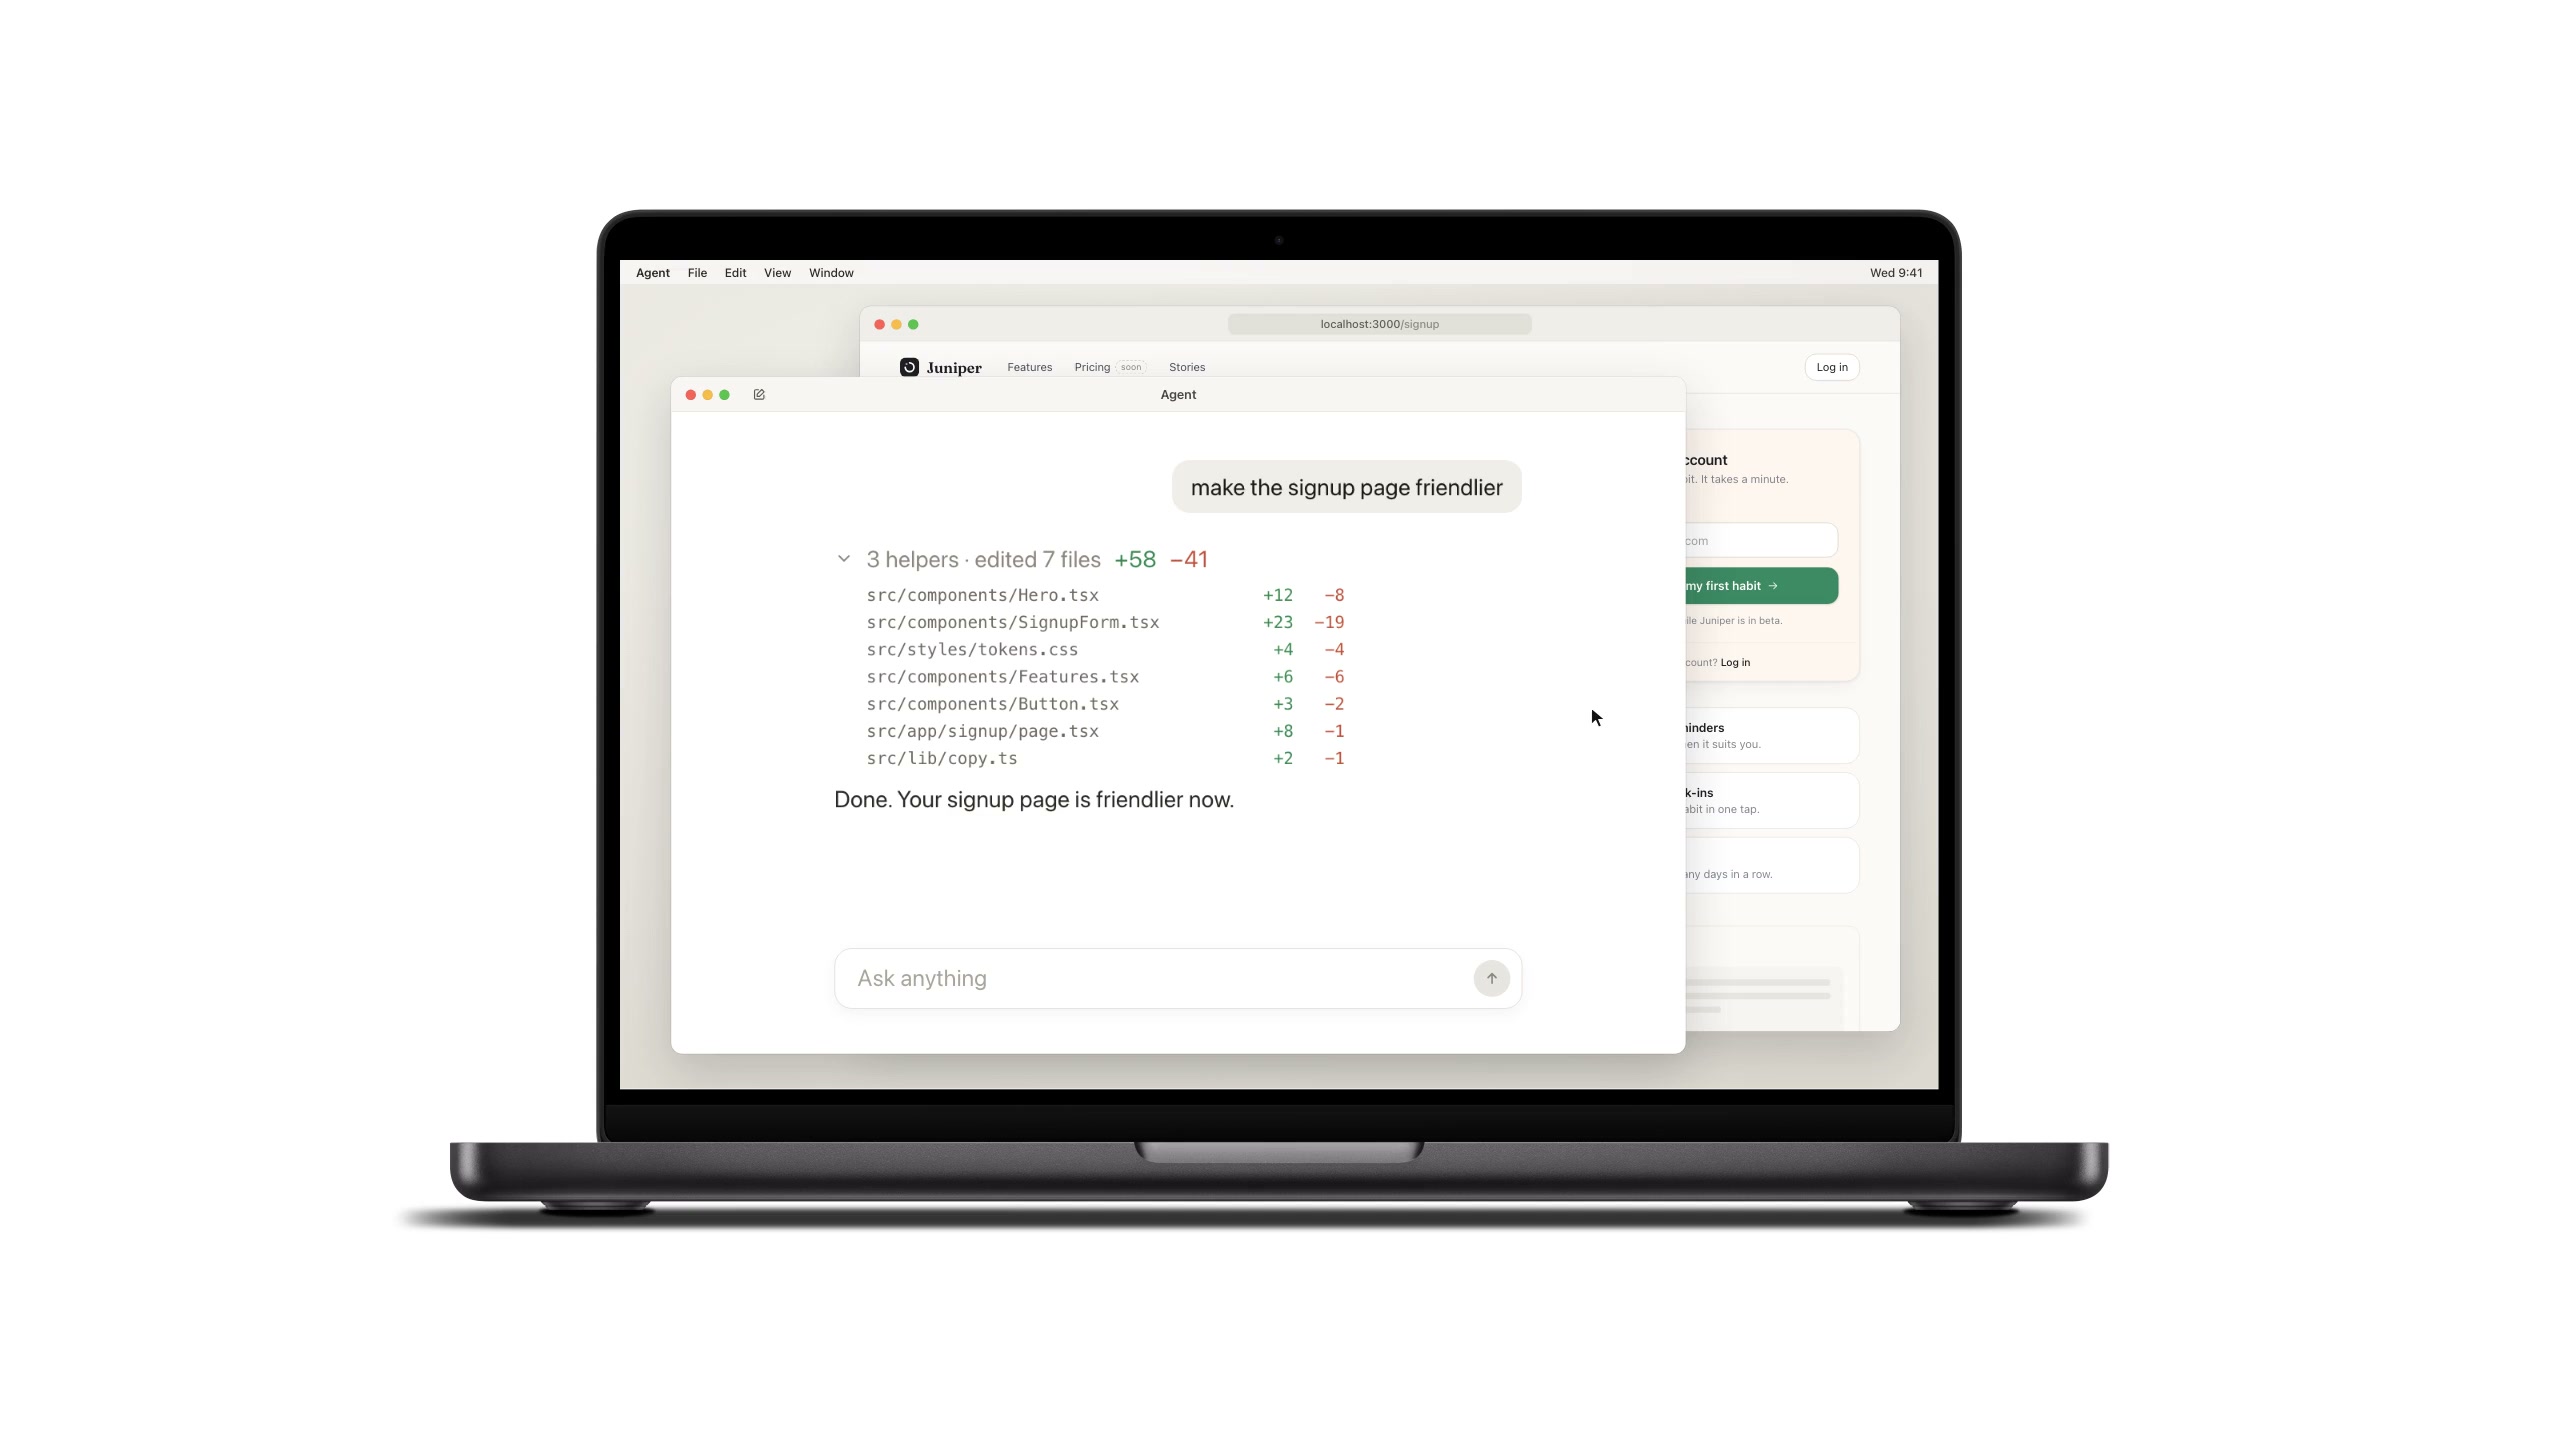 Agent File Edit View Window Wed 9:41
localhost:3000/signup
Juniper Features Pricing soon Stories Log in
Agent
make the signup page friendlier
3 helpers · edited 7 files +58 −41
src/components/Hero.tsx +12 −8
src/components/SignupForm.tsx +23 −19
src/styles/tokens.css +4 −4
src/components/Features.tsx +6 −6
src/components/Button.tsx +3 −2
src/app/signup/page.tsx +8 −1
src/lib/copy.ts +2 −1
Done. Your signup page is friendlier now.
Ask anything
ccount
bit. It takes a minute.
com
my first habit →
ile Juniper is in beta.
count? Log in
inders
en it suits you.
k-ins
abit in one tap.
any days in a row.